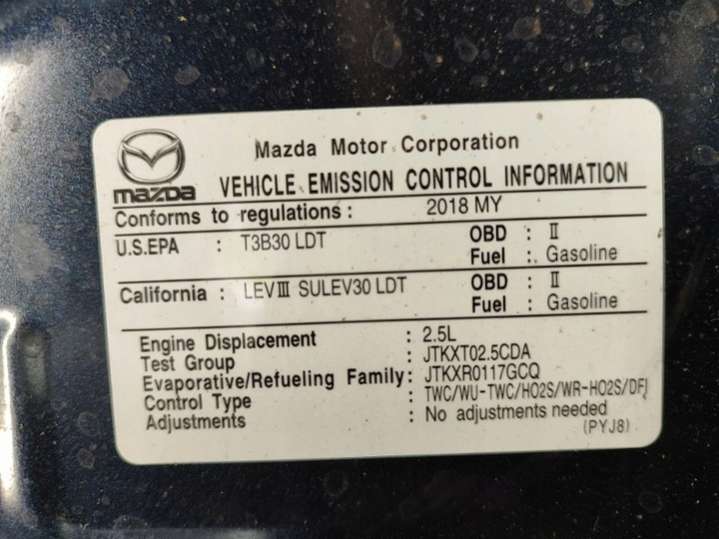 mazda
Mazda Motor Corporation
VEHICLE EMISSION CONTROL INFORMATION
Conforms to regulations : 2018 MY
U.S.EPA : T3B30 LDT OBD : II
Fuel : Gasoline
California : LEVIII SULEV30 LDT OBD : II
Fuel : Gasoline
Engine Displacement : 2.5L
Test Group : JTKXT02.5CDA
Evaporative/Refueling Family: JTKXR0117GCQ
Control Type : TWC/WU-TWC/HO2S/WR-HO2S/DFI
Adjustments : No adjustments needed
(PYJ8)